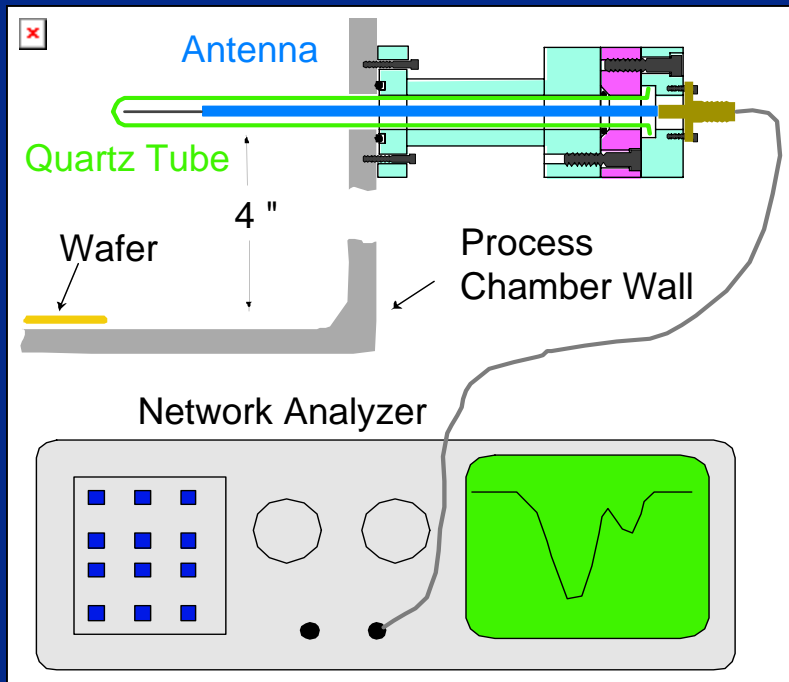 Antenna
Quartz Tube
4 "
Wafer
Process
Chamber Wall
Network Analyzer